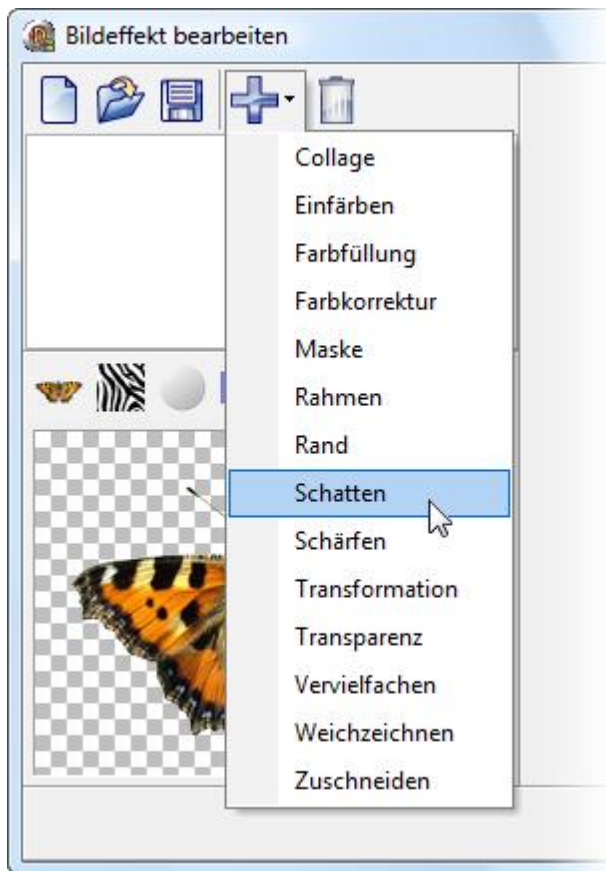 Bildeffekt bearbeiten
Collage
Einfärben
Farbfüllung
Farbkorrektur
Maske
Rahmen
Rand
Schatten
Schärfen
Transformation
Transparenz
Vervielfachen
Weichzeichnen
Zuschneiden